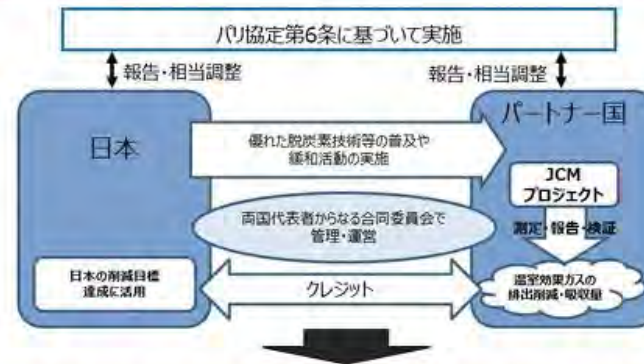 パリ協定第6条に基づいて実施
報告・相当調整
報告・相当調整
日本
パートナー国
優れた脱炭素技術等の普及や
緩和活動の実施
JCM
プロジェクト
両国代表者からなる合同委員会で
管理・運営
測定・報告・検証
日本の削減目標
達成に活用
クレジット
温室効果ガスの
排出削減・吸収量